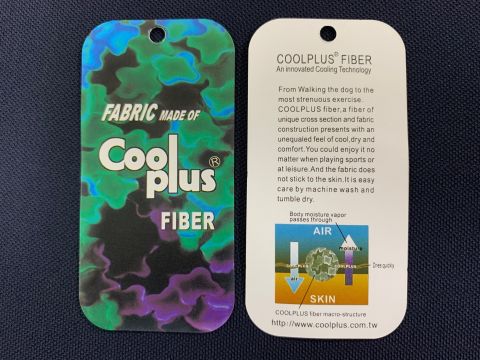 FABRIC MADE OF
Cool
plus®
FIBER
COOLPLUS® FIBER
An innovated Cooling Technology
From Walking the dog to the
most strenuous exercise.
COOLPLUS fiber,a fiber of
unique cross section and fabric
construction presents with an
unequaled feel of cool,dry and
comfort.You could enjoy it no
matter when playing sports or
at leisure.And the fabric does
not stick to the skin.It is easy
care by machine wash and
tumble dry.
Body moisture vapor
passes through
AIR
moisture
COOLPLUS
COOLPLUS
Dries quickly
air
SKIN
COOLPLUS fiber macro-structure
http://www.coolplus.com.tw